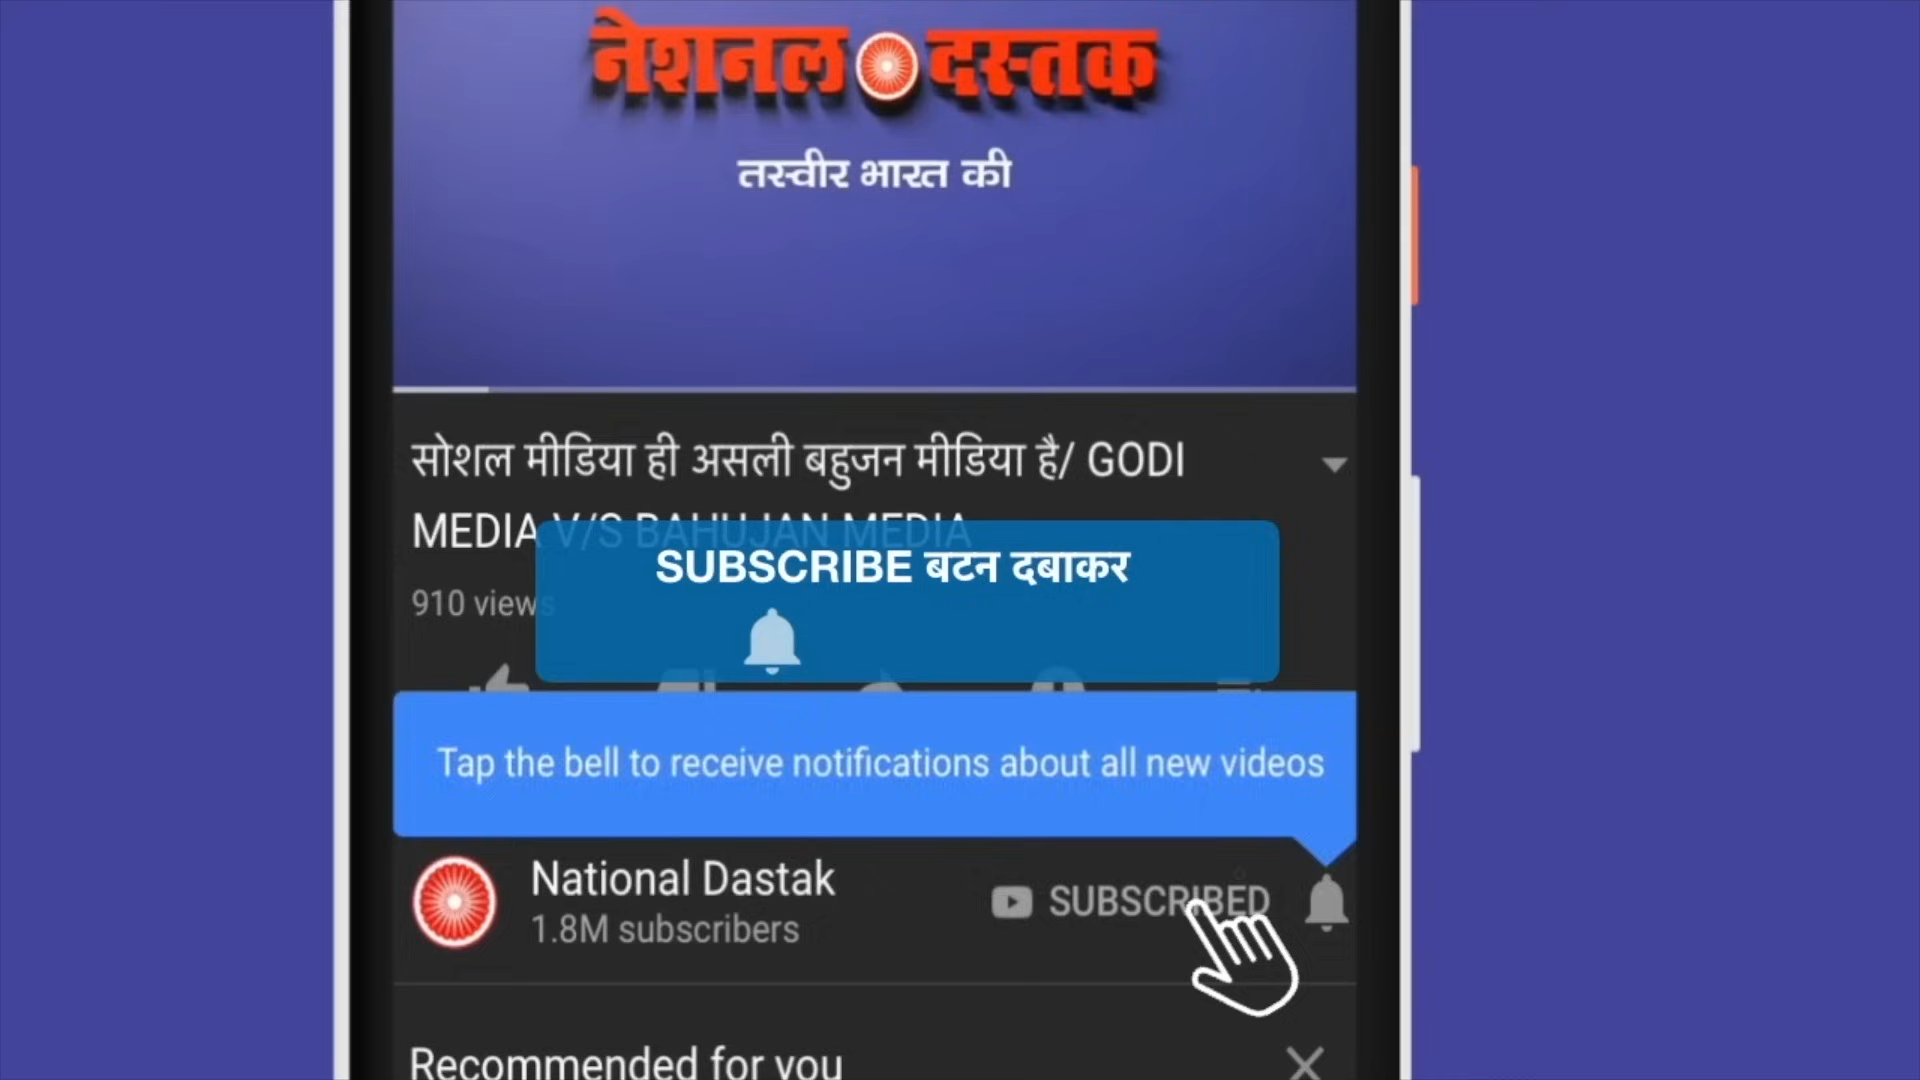 नेशनल दस्तक
तस्वीर भारत की
सोशल मीडिया ही असली बहुजन मीडिया है/ GODI
MEDIA V/S BAHUJAN MEDIA
SUBSCRIBE बटन दबाकर
910 views
Tap the bell to receive notifications about all new videos
National Dastak
1.8M subscribers
SUBSCRIBED
Recommended for you